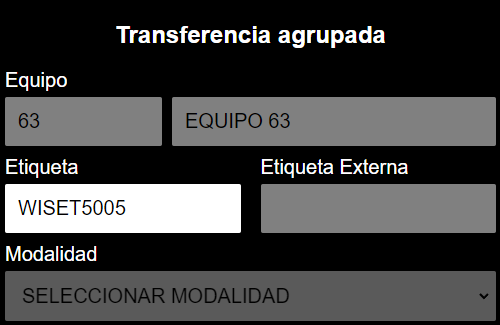 Transferencia agrupada
Equipo
63 EQUIPO 63
Etiqueta Etiqueta Externa
WISET5005
Modalidad
SELECCIONAR MODALIDAD